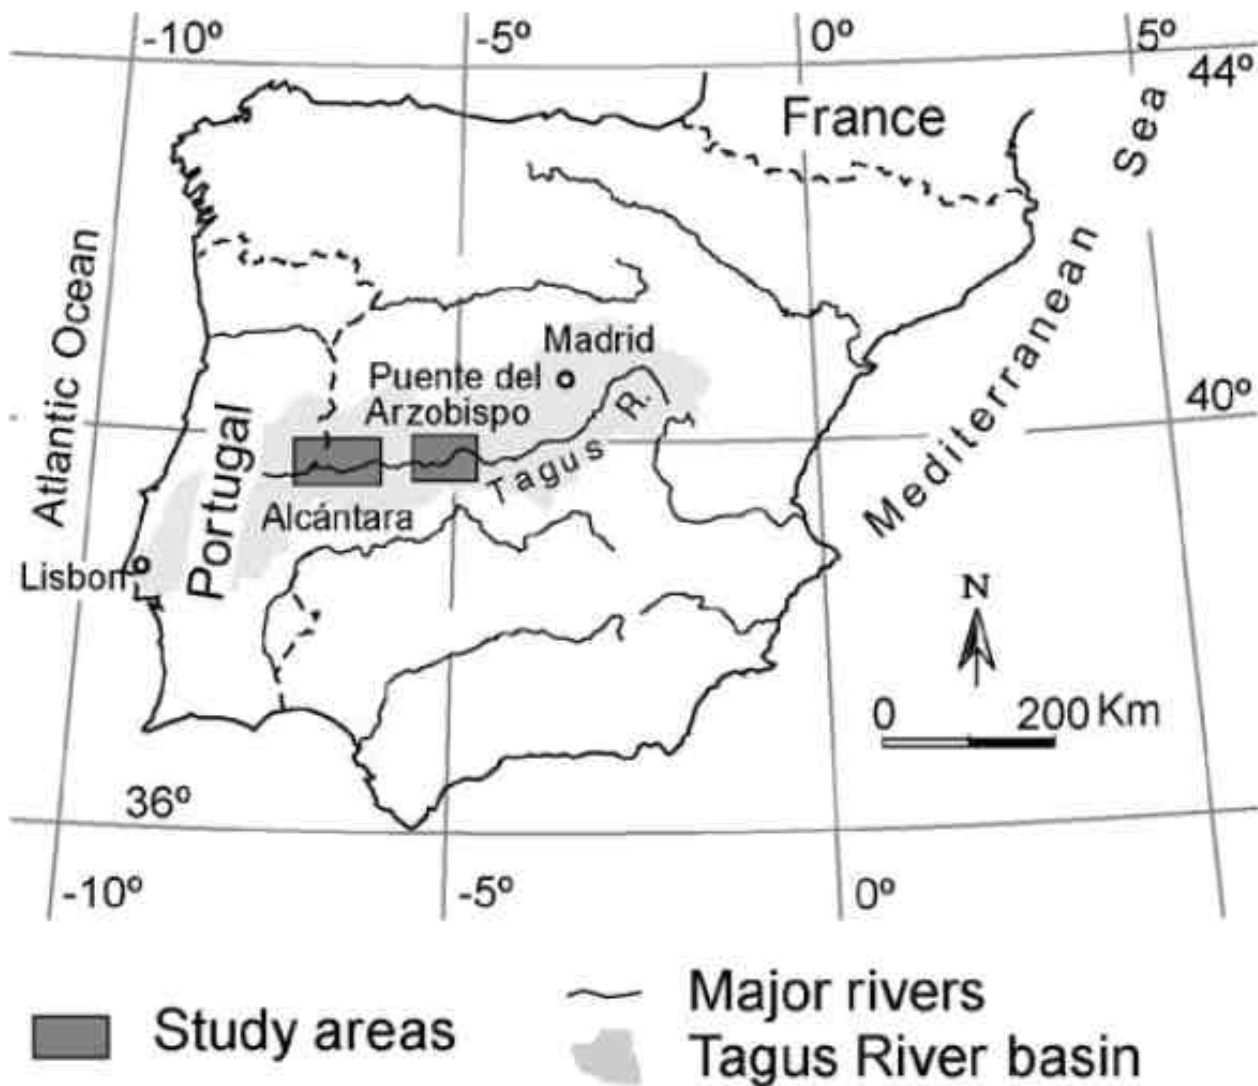 -10º
-5º
0º
5º
44º
France
Mediterranean Sea
Atlantic Ocean
Madrid
Puente del
Arzobispo
40º
Tagus R.
Portugal
Alcántara
Lisbon
N
0
200 Km
36º
-10º
-5º
0º
Study areas
Major rivers
Tagus River basin